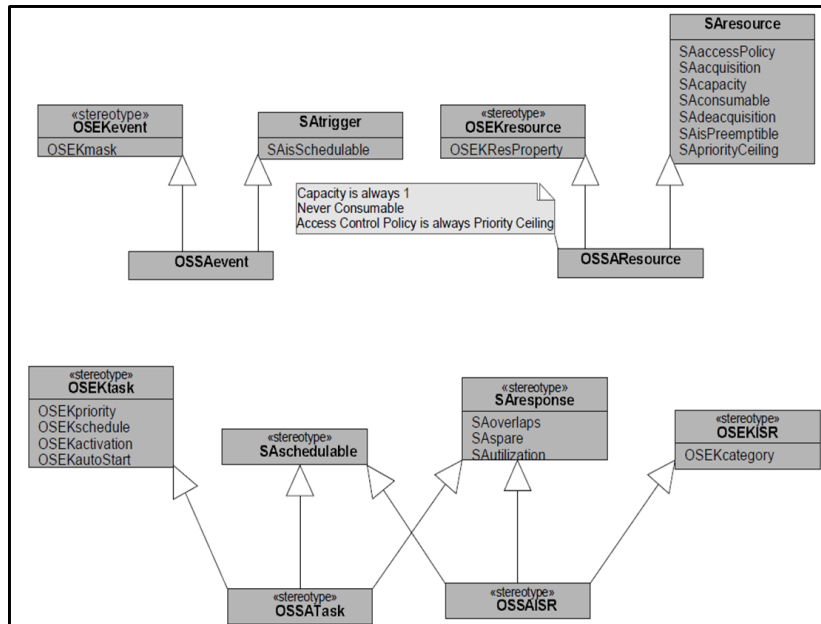 SAresource
SAaccessPolicy
SAacquisition
SAcapacity
SAconsumable
SAdeacquisition
SAisPreemptible
SApriorityCeiling
«stereotype»
OSEKevent
OSEKmask
SAtrigger
SAisSchedulable
«stereotype»
OSEKresource
OSEKResProperty
Capacity is always 1
Never Consumable
Access Control Policy is always Priority Ceiling
OSSAevent
OSSAResource
«stereotype»
OSEKtask
OSEKpriority
OSEKschedule
OSEKactivation
OSEKautoStart
«stereotype»
SAschedulable
«stereotype»
SAresponse
SAoverlaps
SAspare
SAutilization
«stereotype»
OSEKISR
OSEKcategory
«stereotype»
OSSATask
«stereotype»
OSSAISR